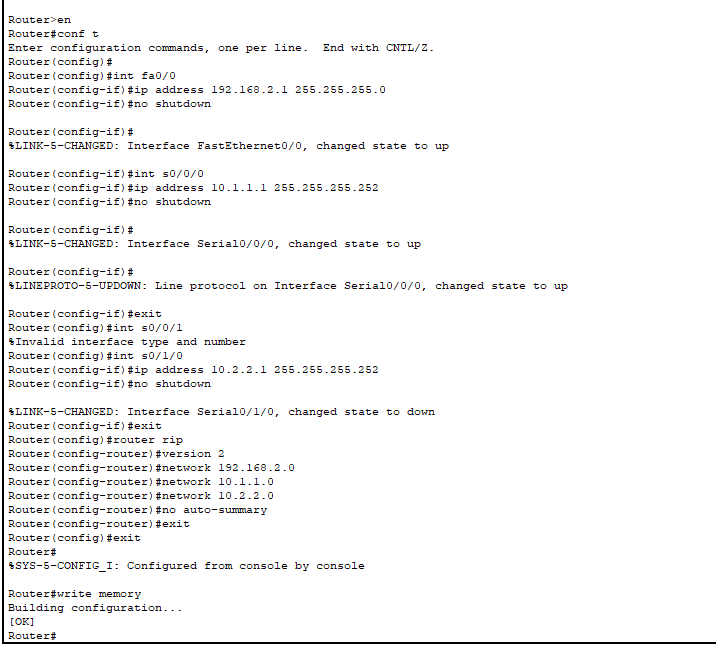 Router>en
Router#conf t
Enter configuration commands, one per line.  End with CNTL/Z.
Router(config)#
Router(config)#int fa0/0
Router(config-if)#ip address 192.168.2.1 255.255.255.0
Router(config-if)#no shutdown
Router(config-if)#
%LINK-5-CHANGED: Interface FastEthernet0/0, changed state to up
Router(config-if)#int s0/0/0
Router(config-if)#ip address 10.1.1.1 255.255.255.252
Router(config-if)#no shutdown
Router(config-if)#
%LINK-5-CHANGED: Interface Serial0/0/0, changed state to up
Router(config-if)#
%LINEPROTO-5-UPDOWN: Line protocol on Interface Serial0/0/0, changed state to up
Router(config-if)#exit
Router(config)#int s0/0/1
%Invalid interface type and number
Router(config)#int s0/1/0
Router(config-if)#ip address 10.2.2.1 255.255.255.252
Router(config-if)#no shutdown
%LINK-5-CHANGED: Interface Serial0/1/0, changed state to down
Router(config-if)#exit
Router(config)#router rip
Router(config-router)#version 2
Router(config-router)#network 192.168.2.0
Router(config-router)#network 10.1.1.0
Router(config-router)#network 10.2.2.0
Router(config-router)#no auto-summary
Router(config-router)#exit
Router(config)#exit
Router#
%SYS-5-CONFIG_I: Configured from console by console
Router#write memory
Building configuration...
[OK]
Router#